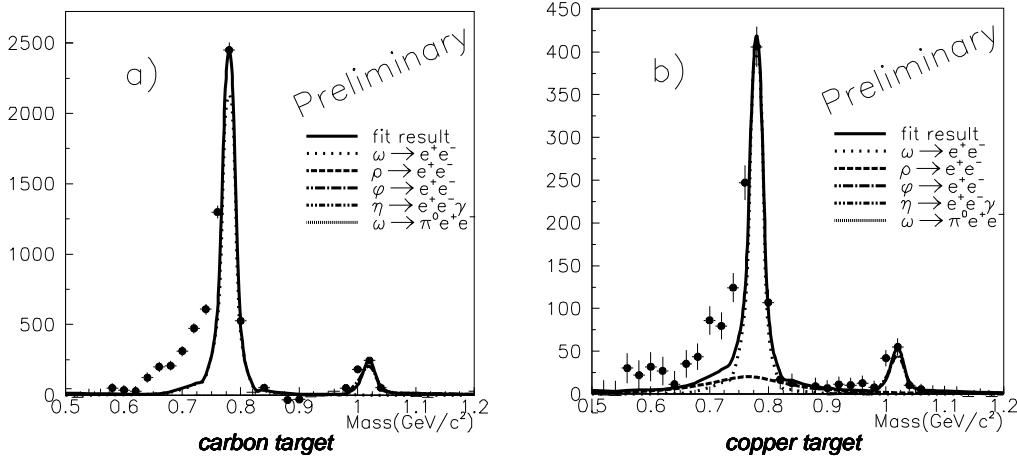 2500
2000
1500
1000
500
0
0.5 0.6 0.7 0.8 0.9 1 1.1 1.2
Mass(GeV/c²)
a)
Preliminary
fit result
ω → e⁺e⁻
ρ → e⁺e⁻
φ → e⁺e⁻
η → e⁺e⁻γ
ω → π⁰e⁺e
carbon target
450
400
350
300
250
200
150
100
50
0
0.5 0.6 0.7 0.8 0.9 1 1.1 1.2
Mass(GeV/c²)
b)
Preliminary
fit result
ω → e⁺e⁻
ρ → e⁺e⁻
φ → e⁺e⁻
η → e⁺e⁻γ
ω → π⁰e⁺e
copper target